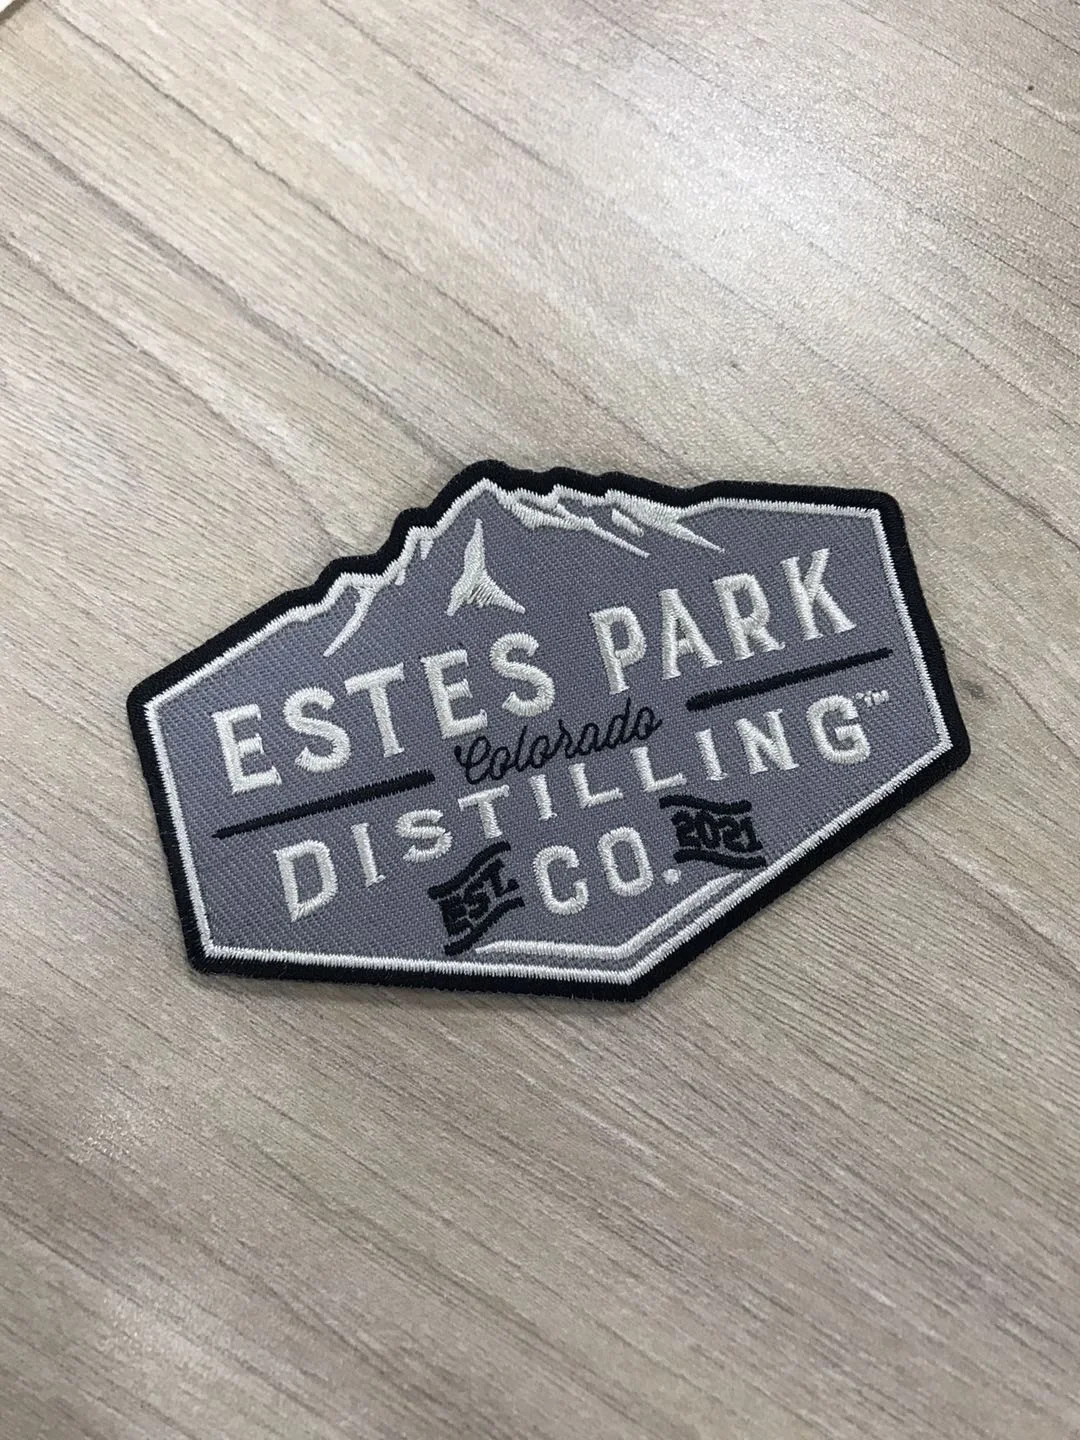 ESTES PARK
Colorado
DISTILLING™
EST. CO. 2021